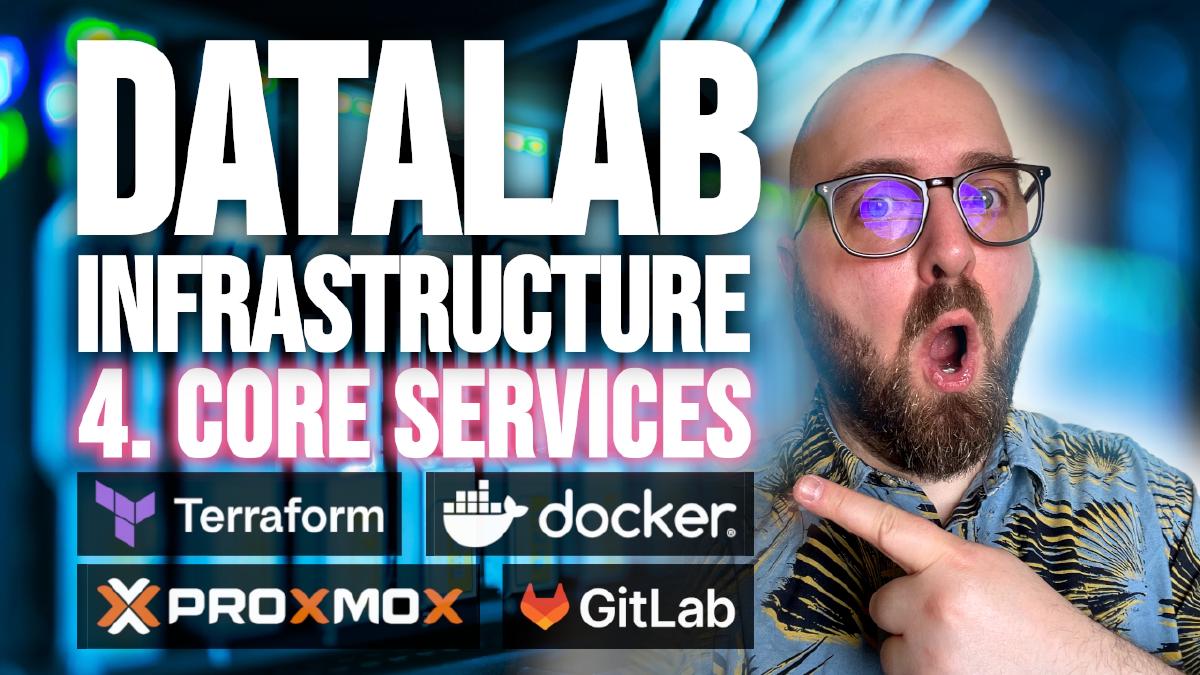 DATALAB
INFRASTRUCTURE
4. CORE SERVICES
Terraform
docker®
PROXMOX
GitLab